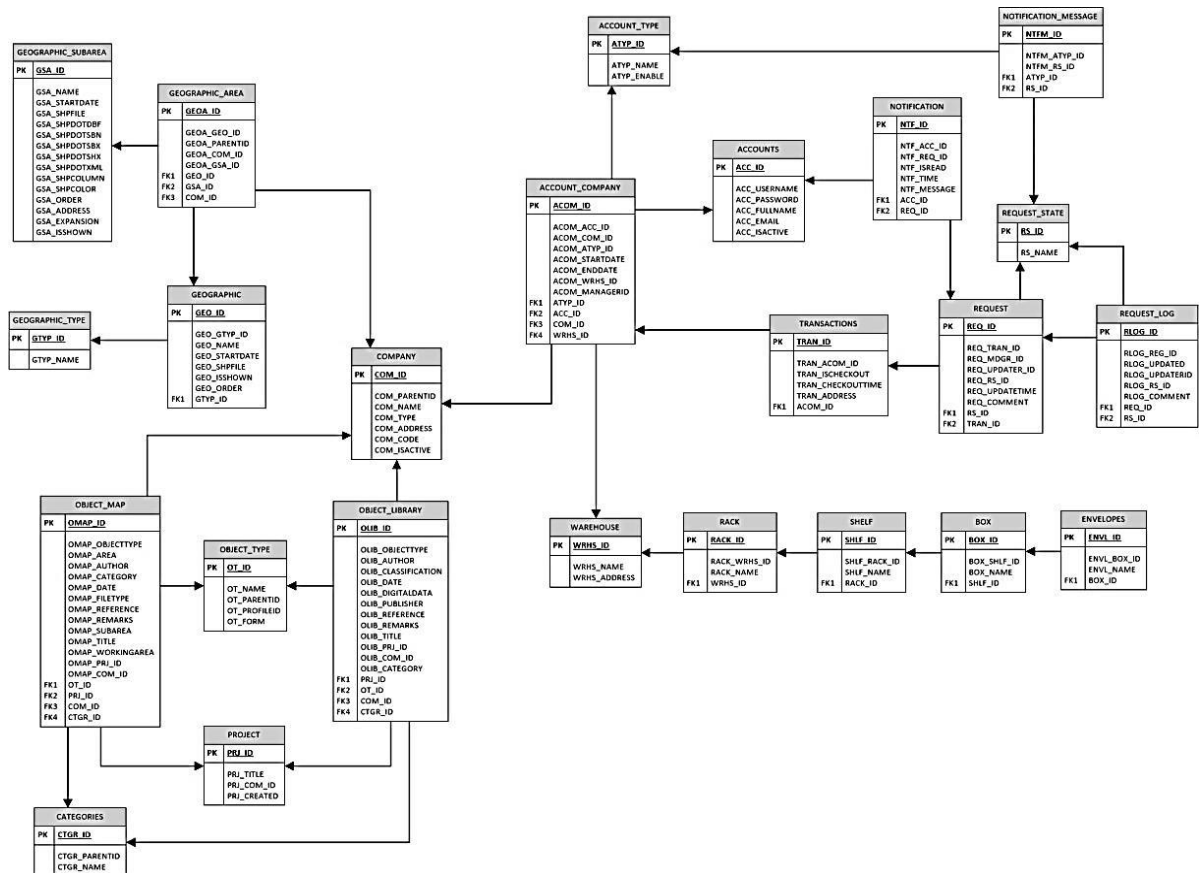 GEOGRAPHIC_SUBAREA
PK GSA_ID
GSA_NAME
GSA_STARTDATE
GSA_SHPFILE
GSA_SHPDOTDBF
GSA_SHPDOTSBN
GSA_SHPDOTSBX
GSA_SHPDOTSHX
GSA_SHPDOTXML
GSA_SHPCOLUMN
GSA_SHPCOLOR
GSA_ORDER
GSA_ADDRESS
GSA_EXPANSION
GSA_ISSHOWN
GEOGRAPHIC_AREA
PK GEOA_ID
GEOA_GEO_ID
GEOA_PARENTID
GEOA_COM_ID
GEOA_GSA_ID
FK1 GEO_ID
FK2 GSA_ID
FK3 COM_ID
GEOGRAPHIC_TYPE
PK GTYP_ID
GTYP_NAME
GEOGRAPHIC
PK GEO_ID
GEO_GTYP_ID
GEO_NAME
GEO_STARTDATE
GEO_SHPFILE
GEO_ISSHOWN
GEO_ORDER
FK1 GTYP_ID
COMPANY
PK COM_ID
COM_PARENTID
COM_NAME
COM_TYPE
COM_ADDRESS
COM_CODE
COM_ISACTIVE
ACCOUNT_TYPE
PK ATYP_ID
ATYP_NAME
ATYP_ENABLE
ACCOUNT_COMPANY
PK ACOM_ID
ACOM_ACC_ID
ACOM_COM_ID
ACOM_ATYP_ID
ACOM_STARTDATE
ACOM_ENDDATE
ACOM_WRHS_ID
ACOM_MANAGERID
FK1 ATYP_ID
FK2 ACC_ID
FK3 COM_ID
FK4 WRHS_ID
ACCOUNTS
PK ACC_ID
ACC_USERNAME
ACC_PASSWORD
ACC_FULLNAME
ACC_EMAIL
ACC_ISACTIVE
NOTIFICATION
PK NTF_ID
NTF_ACC_ID
NTF_REQ_ID
NTF_ISREAD
NTF_TIME
NTF_MESSAGE
FK1 ACC_ID
FK2 REQ_ID
NOTIFICATION_MESSAGE
PK NTFM_ID
NTFM_ATYP_ID
NTFM_RS_ID
FK1 ATYP_ID
FK2 RS_ID
REQUEST_STATE
PK RS_ID
RS_NAME
TRANSACTIONS
PK TRAN_ID
TRAN_ACOM_ID
TRAN_ISCHECKOUT
TRAN_CHECKOUTTIME
TRAN_ADDRESS
FK1 ACOM_ID
REQUEST
PK REQ_ID
REQ_TRAN_ID
REQ_MDGR_ID
REQ_UPDATER_ID
REQ_RS_ID
REQ_UPDATETIME
REQ_COMMENT
FK1 RS_ID
FK2 TRAN_ID
REQUEST_LOG
PK RLOG_ID
RLOG_REG_ID
RLOG_UPDATED
RLOG_UPDATERID
RLOG_RS_ID
RLOG_COMMENT
FK1 REQ_ID
FK2 RS_ID
OBJECT_MAP
PK OMAP_ID
OMAP_OBJECTTYPE
OMAP_AREA
OMAP_AUTHOR
OMAP_CATEGORY
OMAP_DATE
OMAP_FILETYPE
OMAP_REFERENCE
OMAP_REMARKS
OMAP_SUBAREA
OMAP_TITLE
OMAP_WORKINGAREA
OMAP_PRJ_ID
OMAP_COM_ID
FK1 OT_ID
FK2 PRJ_ID
FK3 COM_ID
FK4 CTGR_ID
OBJECT_TYPE
PK OT_ID
OT_NAME
OT_PARENTID
OT_PROFILEID
OT_FORM
OBJECT_LIBRARY
PK OLIB_ID
OLIB_OBJECTTYPE
OLIB_AUTHOR
OLIB_CLASSIFICATION
OLIB_DATE
OLIB_DIGITALDATA
OLIB_PUBLISHER
OLIB_REFERENCE
OLIB_REMARKS
OLIB_TITLE
OLIB_PRJ_ID
OLIB_COM_ID
OLIB_CATEGORY
FK1 PRJ_ID
FK2 OT_ID
FK3 COM_ID
FK4 CTGR_ID
PROJECT
PK PRJ_ID
PRJ_TITLE
PRJ_COM_ID
PRJ_CREATED
CATEGORIES
PK CTGR_ID
CTGR_PARENTID
CTGR_NAME
WAREHOUSE
PK WRHS_ID
WRHS_NAME
WRHS_ADDRESS
RACK
PK RACK_ID
RACK_WRHS_ID
RACK_NAME
FK1 WRHS_ID
SHELF
PK SHLF_ID
SHLF_RACK_ID
SHLF_NAME
FK1 RACK_ID
BOX
PK BOX_ID
BOX_SHLF_ID
BOX_NAME
FK1 SHLF_ID
ENVELOPES
PK ENVL_ID
ENVL_BOX_ID
ENVL_NAME
FK1 BOX_ID